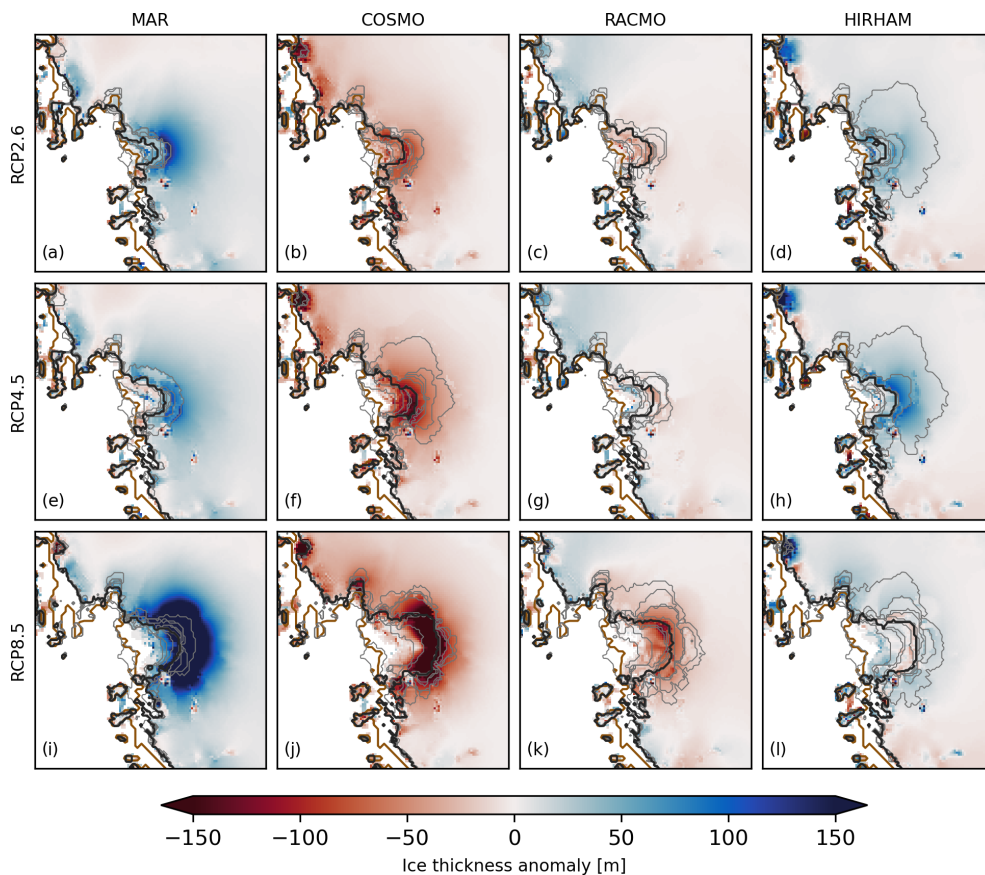 MAR COSMO RACMO HIRHAM
RCP2.6
(a) (b) (c) (d)
RCP4.5
(e) (f) (g) (h)
RCP8.5
(i) (j) (k) (l)
−150 −100 −50 0 50 100 150
Ice thickness anomaly [m]